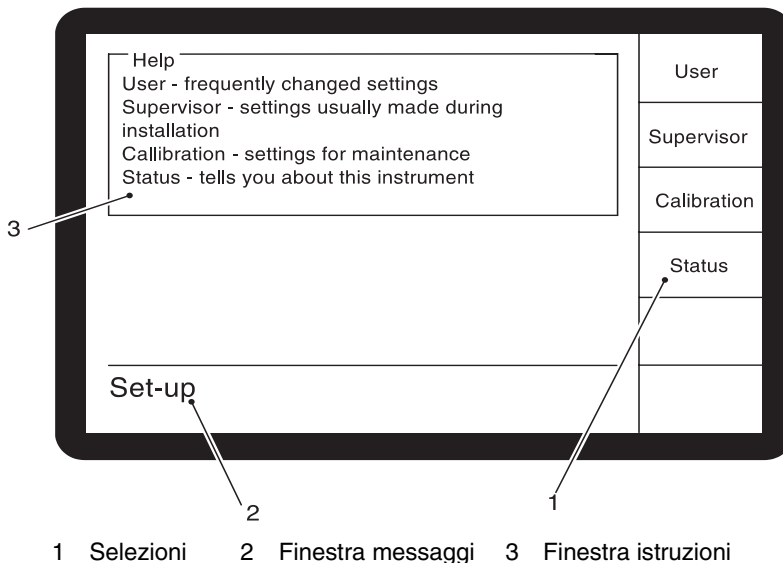 Help
User - frequently changed settings
Supervisor - settings usually made during
installation
Callibration - settings for maintenance
Status - tells you about this instrument
User
Supervisor
Calibration
Status
Set-up
3
2
1
1 Selezioni 2 Finestra messaggi 3 Finestra istruzioni